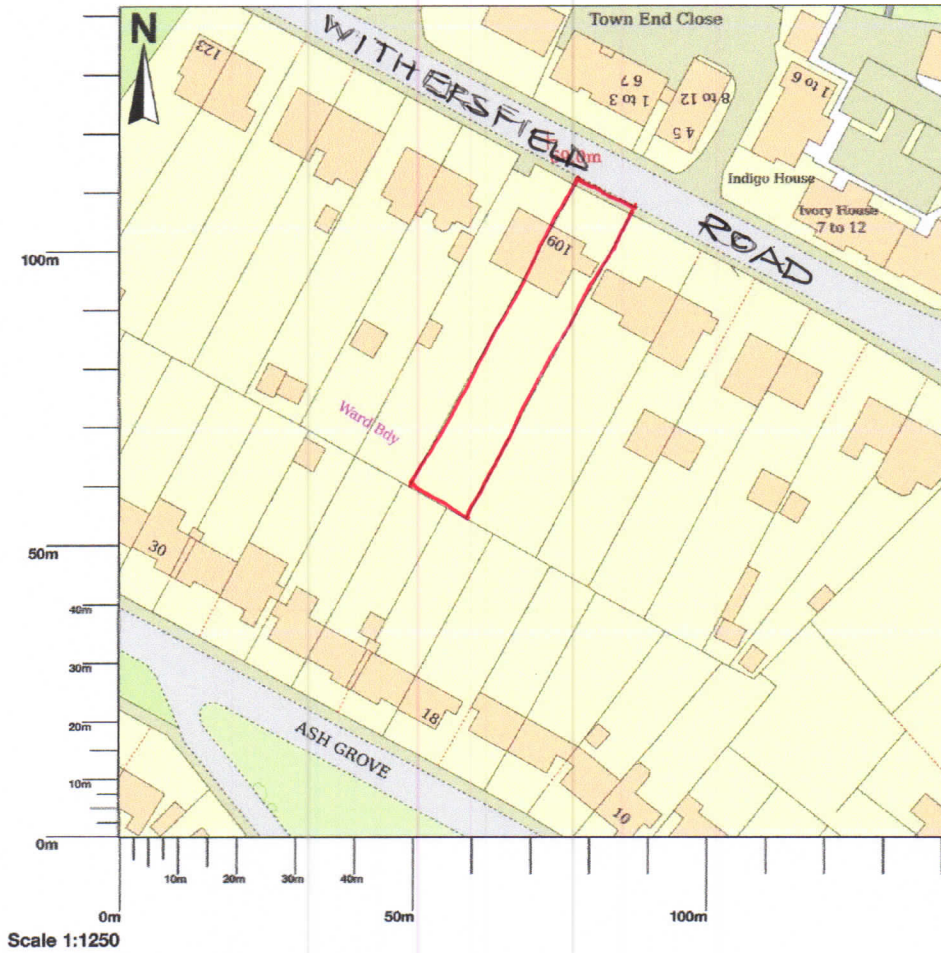 N
Town End Close
WITHERSFIELD ROAD
123
6 7
1 to 3
8 to 12
4 5
1 to 6
Indigo House
Ivory House
7 to 12
109
100m
Ward Bdy
50m
30
40m
30m
18
20m
ASH GROVE
10m
10
0m
10m
20m
30m
40m
0m
50m
100m
Scale 1:1250